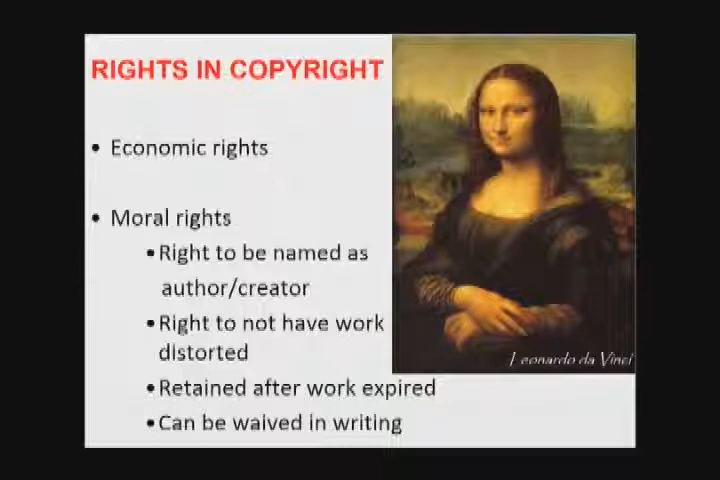 RIGHTS IN COPYRIGHT
• Economic rights
• Moral rights
•Right to be named as
author/creator
•Right to not have work
distorted
•Retained after work expired
•Can be waived in writing
Leonardo da Vinci